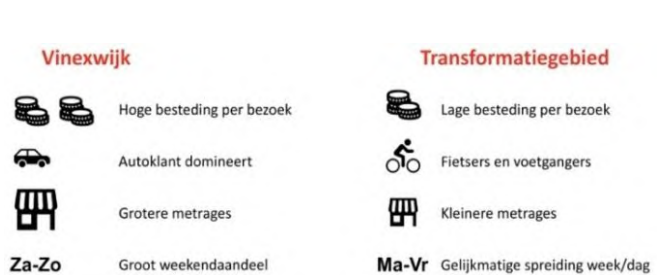 Vinexwijk
Hoge besteding per bezoek
Autoklant domineert
Grotere metrages
Za-Zo Groot weekendaandeel
Transformatiegebied
Lage besteding per bezoek
Fietsers en voetgangers
Kleinere metrages
Ma-Vr Gelijkmatige spreiding week/dag